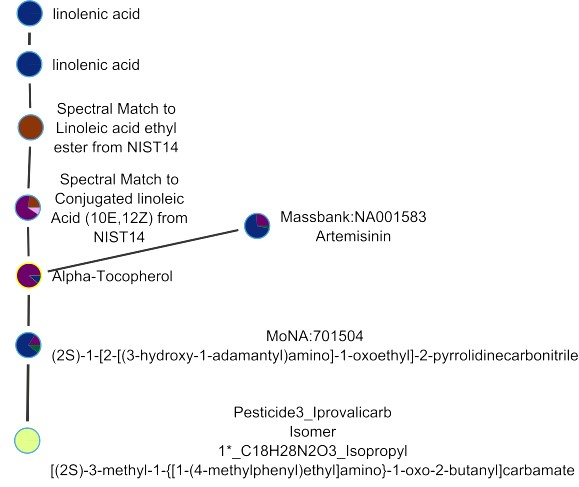 linolenic acid
linolenic acid
Spectral Match to
Linoleic acid ethyl
ester from NIST14
Spectral Match to
Conjugated linoleic
Acid (10E,12Z) from
NIST14
Massbank:NA001583
Artemisinin
Alpha-Tocopherol
MoNA:701504
(2S)-1-[2-[(3-hydroxy-1-adamantyl)amino]-1-oxoethyl]-2-pyrrolidinecarbonitrile
Pesticide3_Iprovalicarb
Isomer
1*_C18H28N2O3_Isopropyl
[(2S)-3-methyl-1-{[1-(4-methylphenyl)ethyl]amino}-1-oxo-2-butanyl]carbamate